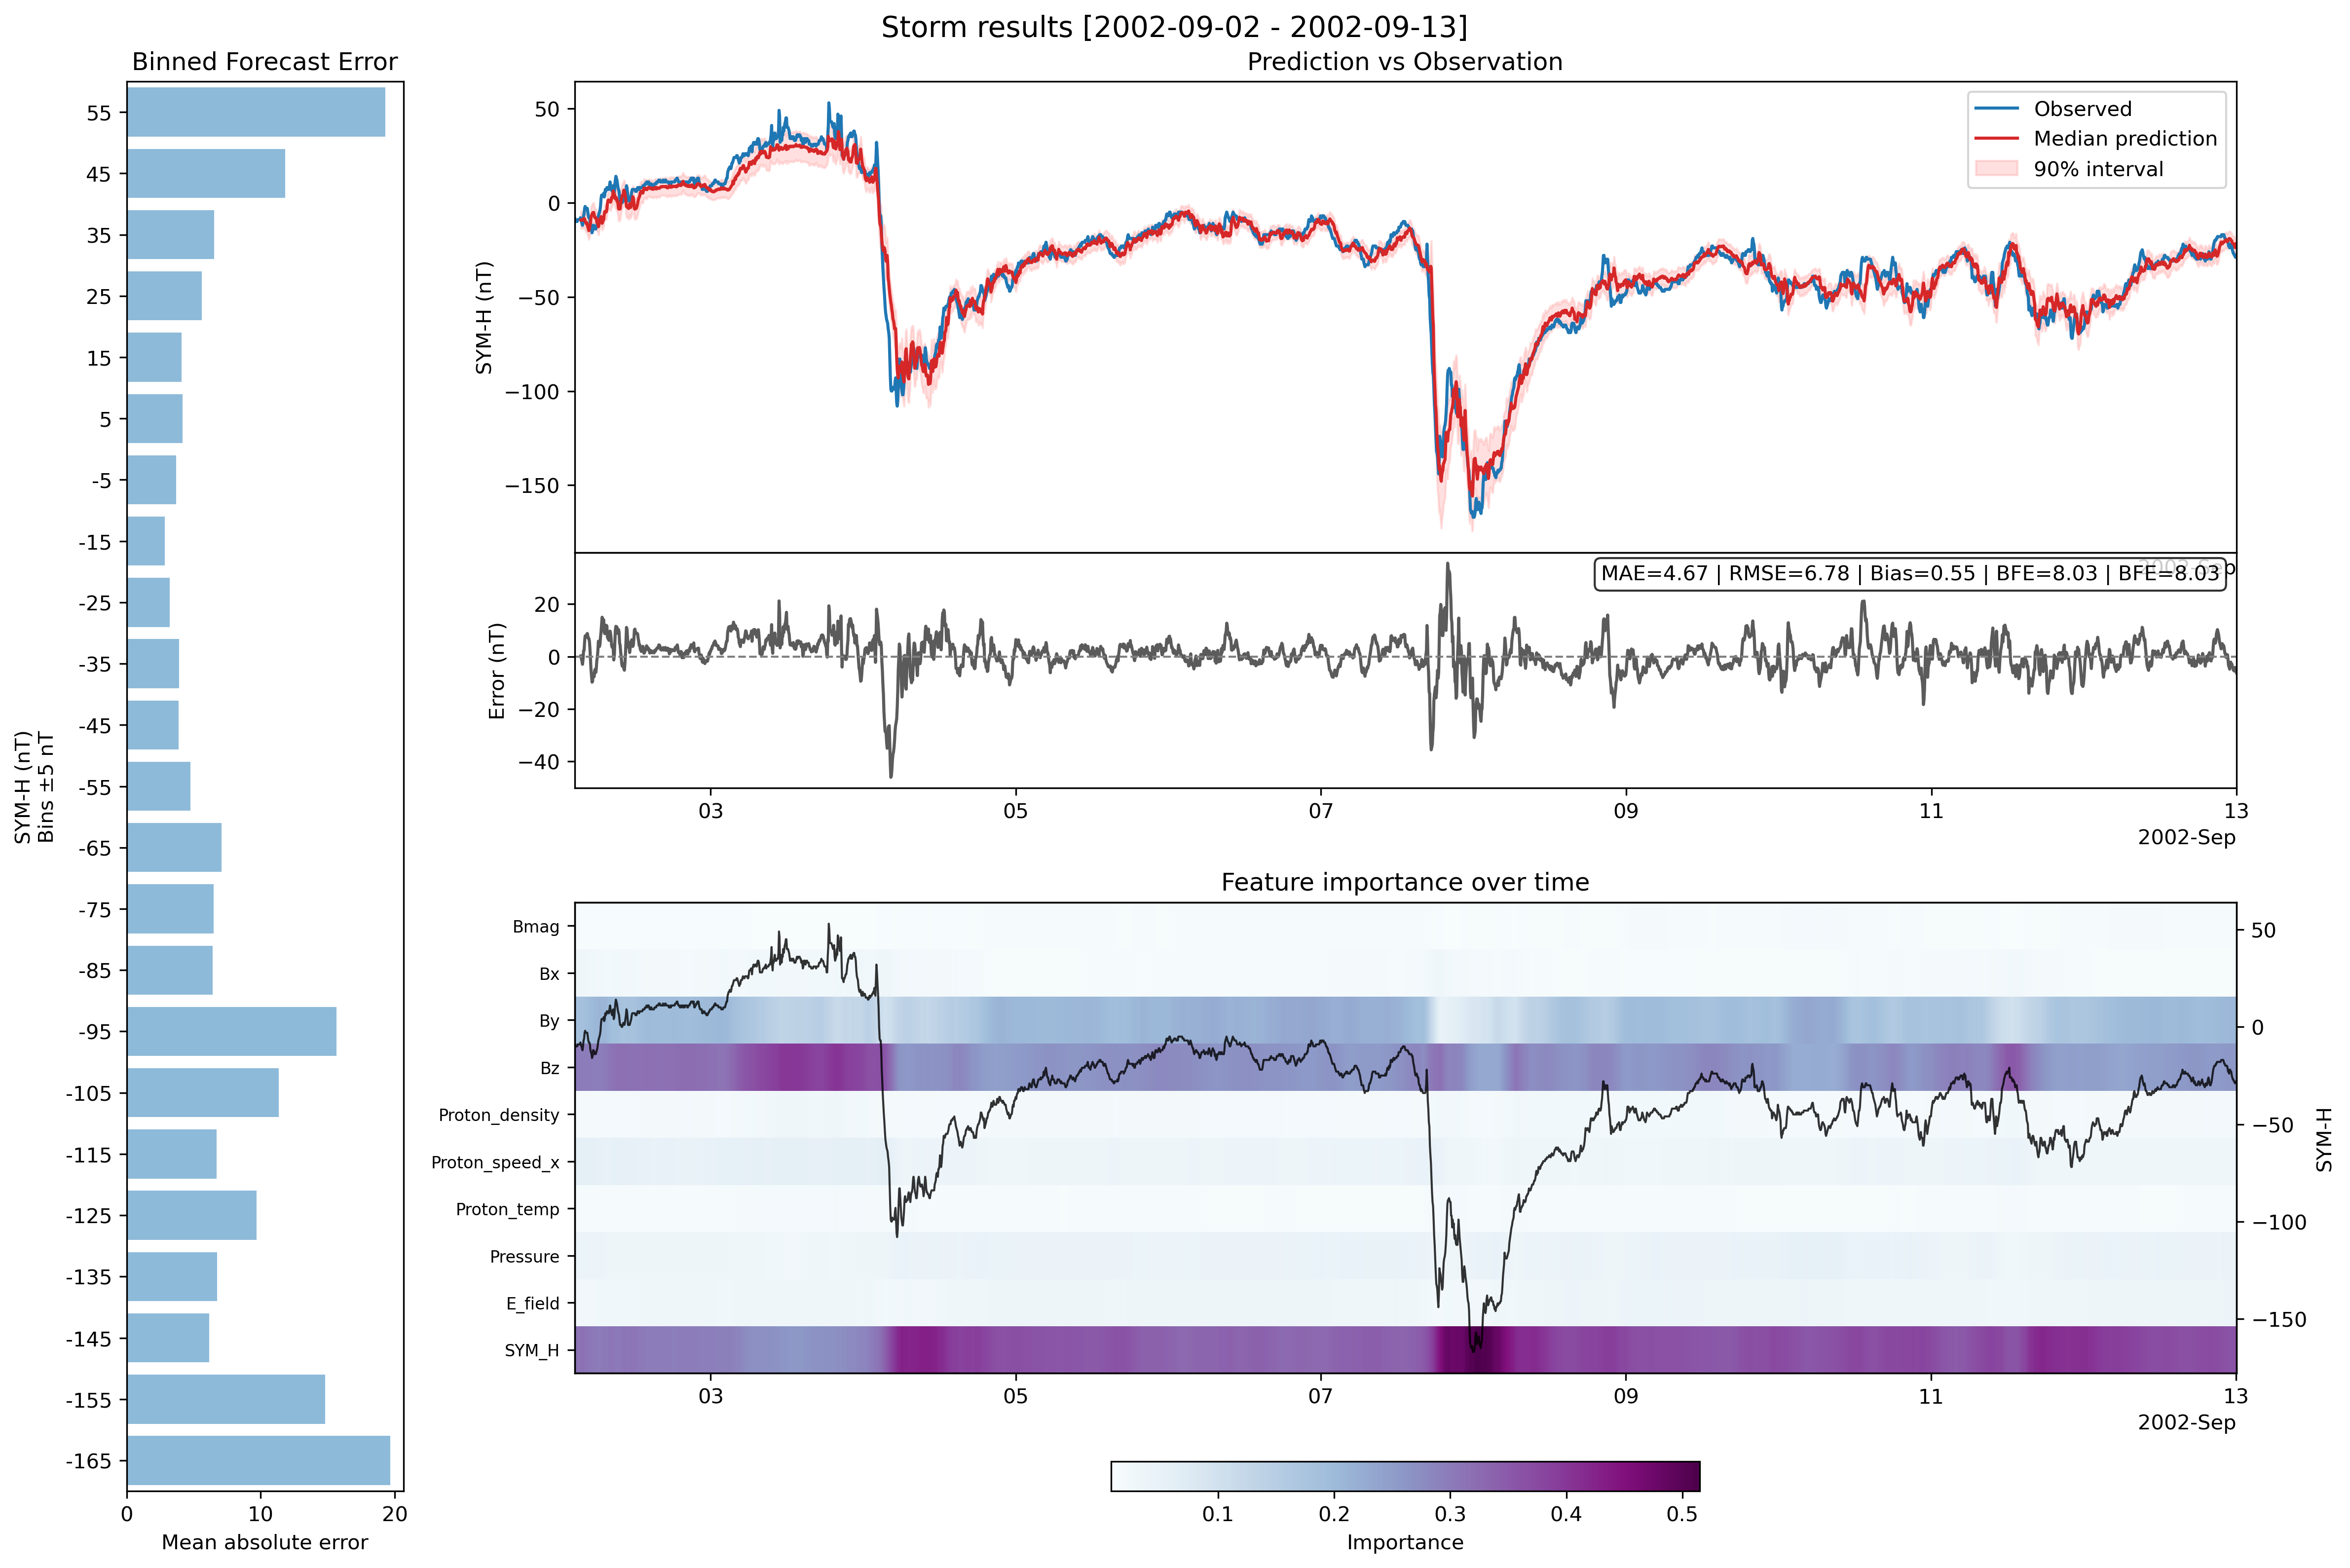 Storm results [2002-09-02 - 2002-09-13]
Binned Forecast Error
55
45
35
25
15
5
-5
-15
-25
-35
-45
-55
-65
-75
-85
-95
-105
-115
-125
-135
-145
-155
-165
SYM-H (nT)
Bins ±5 nT
0 10 20
Mean absolute error
Prediction vs Observation
50
0
−50
−100
−150
SYM-H (nT)
Observed
Median prediction
90% interval
2002-Sep
MAE=4.67 | RMSE=6.78 | Bias=0.55 | BFE=8.03 | BFE=8.03
20
0
−20
−40
Error (nT)
03 05 07 09 11 13
2002-Sep
Feature importance over time
Bmag
Bx
By
Bz
Proton_density
Proton_speed_x
Proton_temp
Pressure
E_field
SYM_H
50
0
−50
−100
−150
SYM-H
03 05 07 09 11 13
2002-Sep
0.1 0.2 0.3 0.4 0.5
Importance